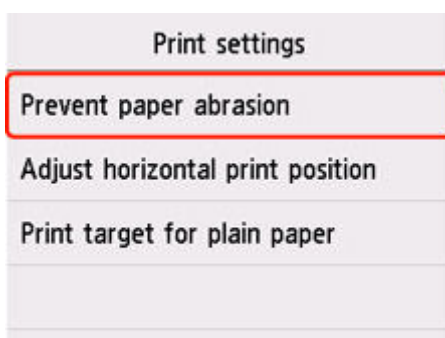 Print settings
Prevent paper abrasion
Adjust horizontal print position
Print target for plain paper